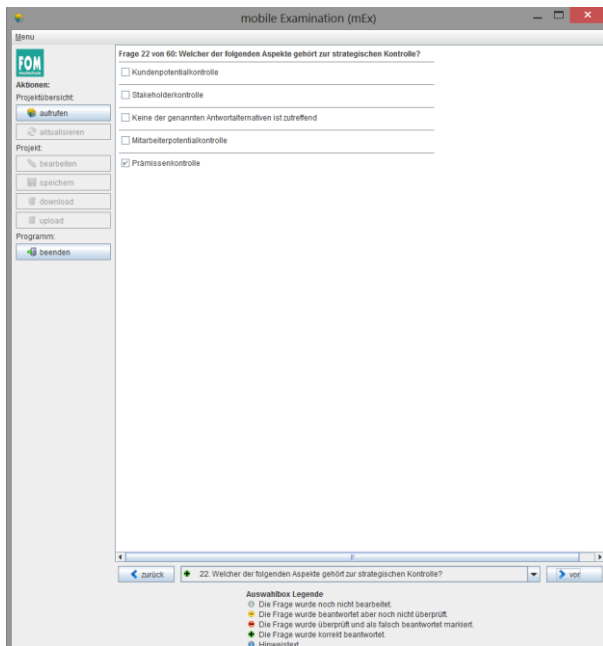 mobile Examination (mEx)
Menu
FOM
Hochschule
Aktionen:
Projektübersicht:
aufrufen
aktualisieren
Projekt:
bearbeiten
speichern
download
upload
Programm:
beenden
Frage 22 von 60: Welcher der folgenden Aspekte gehört zur strategischen Kontrolle?
Kundenpotentialkontrolle
Stakeholderkontrolle
Keine der genannten Antwortalternativen ist zutreffend
Mitarbeiterpotentialkontrolle
Prämissenkontrolle
zurück
22. Welcher der folgenden Aspekte gehört zur strategischen Kontrolle?
vor
Auswahlbox Legende
Die Frage wurde noch nicht bearbeitet.
Die Frage wurde beantwortet aber noch nicht überprüft.
Die Frage wurde überprüft und als falsch beantwortet markiert.
Die Frage wurde korrekt beantwortet.
Hinweistext